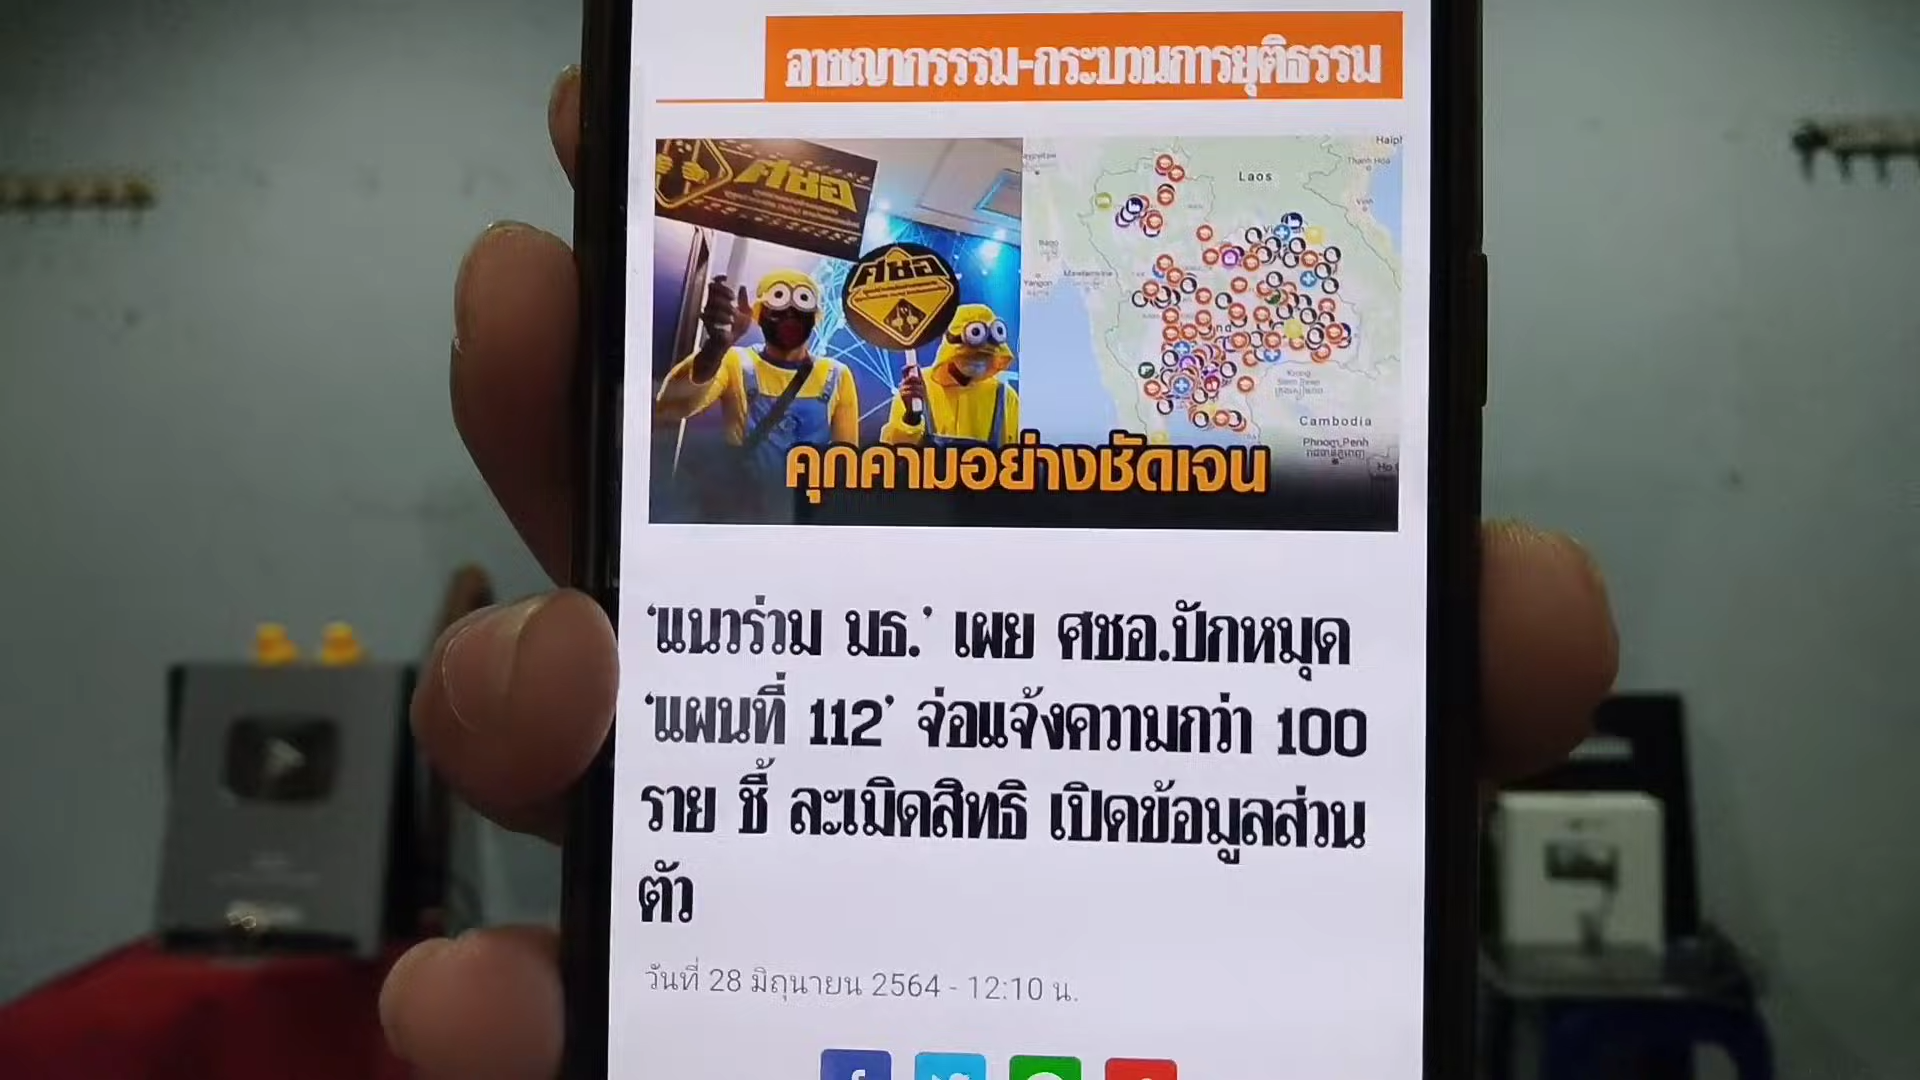 อาชญากรรรม-กระบวนการยุติธรรม
ศชอ
ศชอ
Laos
Yangon
Cambodia
Phnom Penh
คุกคามอย่างชัดเจน
‘แนวร่วม มธ.’ เผย ศชอ.ปักหมุด
‘แผนที่ 112’ จ่อแจ้งความกว่า 100
ราย ชี้ ละเมิดสิทธิ เปิดข้อมูลส่วน
ตัว
วันที่ 28 มิถุนายน 2564 - 12:10 น.